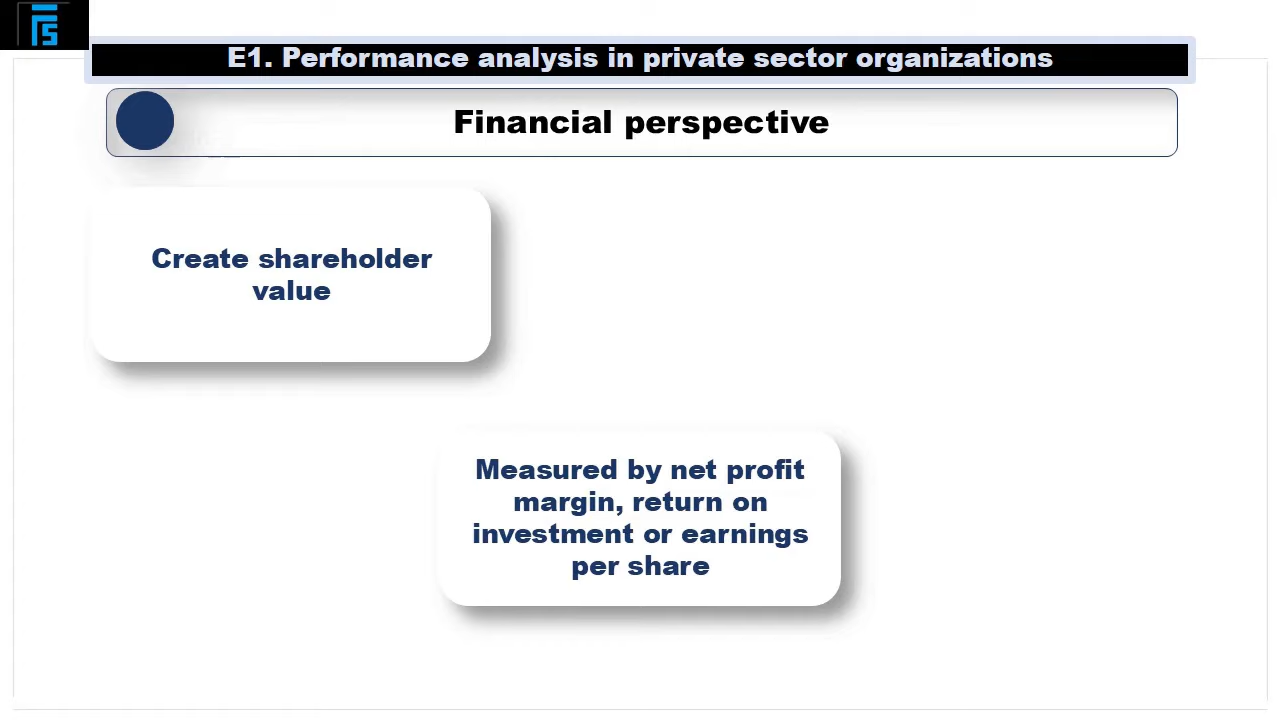 E1. Performance analysis in private sector organizations
Financial perspective
Create shareholder
value
Measured by net profit
margin, return on
investment or earnings
per share